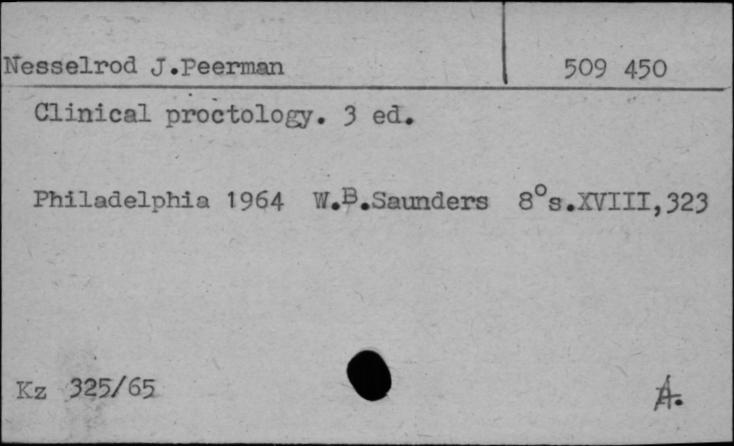 Nesselrod J.Peerman
509 450
Clinical proctology. 3 ed.
Philadelphia 1964 W.B.Saunders 8°s.XVIII,323
Kz 325/65
A.